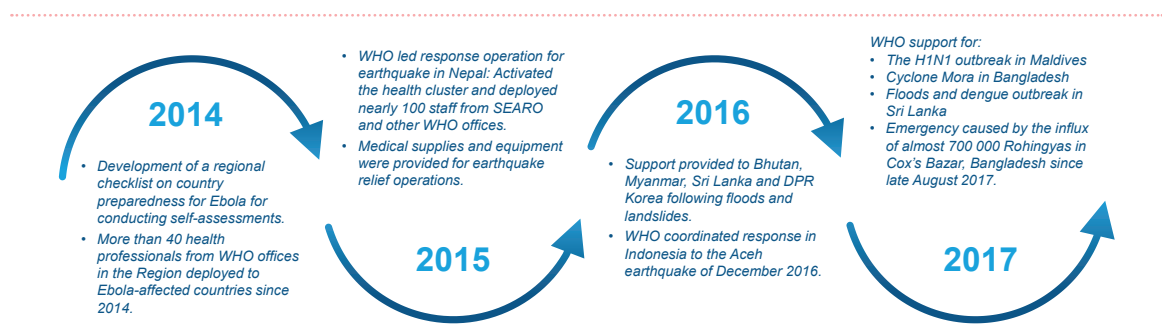 2014
• Development of a regional
checklist on country
preparedness for Ebola for
conducting self-assessments.
• More than 40 health
professionals from WHO offices
in the Region deployed to
Ebola-affected countries since
2014.
• WHO led response operation for
earthquake in Nepal: Activated
the health cluster and deployed
nearly 100 staff from SEARO
and other WHO offices.
• Medical supplies and equipment
were provided for earthquake
relief operations.
2015
2016
• Support provided to Bhutan,
Myanmar, Sri Lanka and DPR
Korea following floods and
landslides.
• WHO coordinated response in
Indonesia to the Aceh
earthquake of December 2016.
WHO support for:
• The H1N1 outbreak in Maldives
• Cyclone Mora in Bangladesh
• Floods and dengue outbreak in
Sri Lanka
• Emergency caused by the influx
of almost 700 000 Rohingyas in
Cox's Bazar, Bangladesh since
late August 2017.
2017